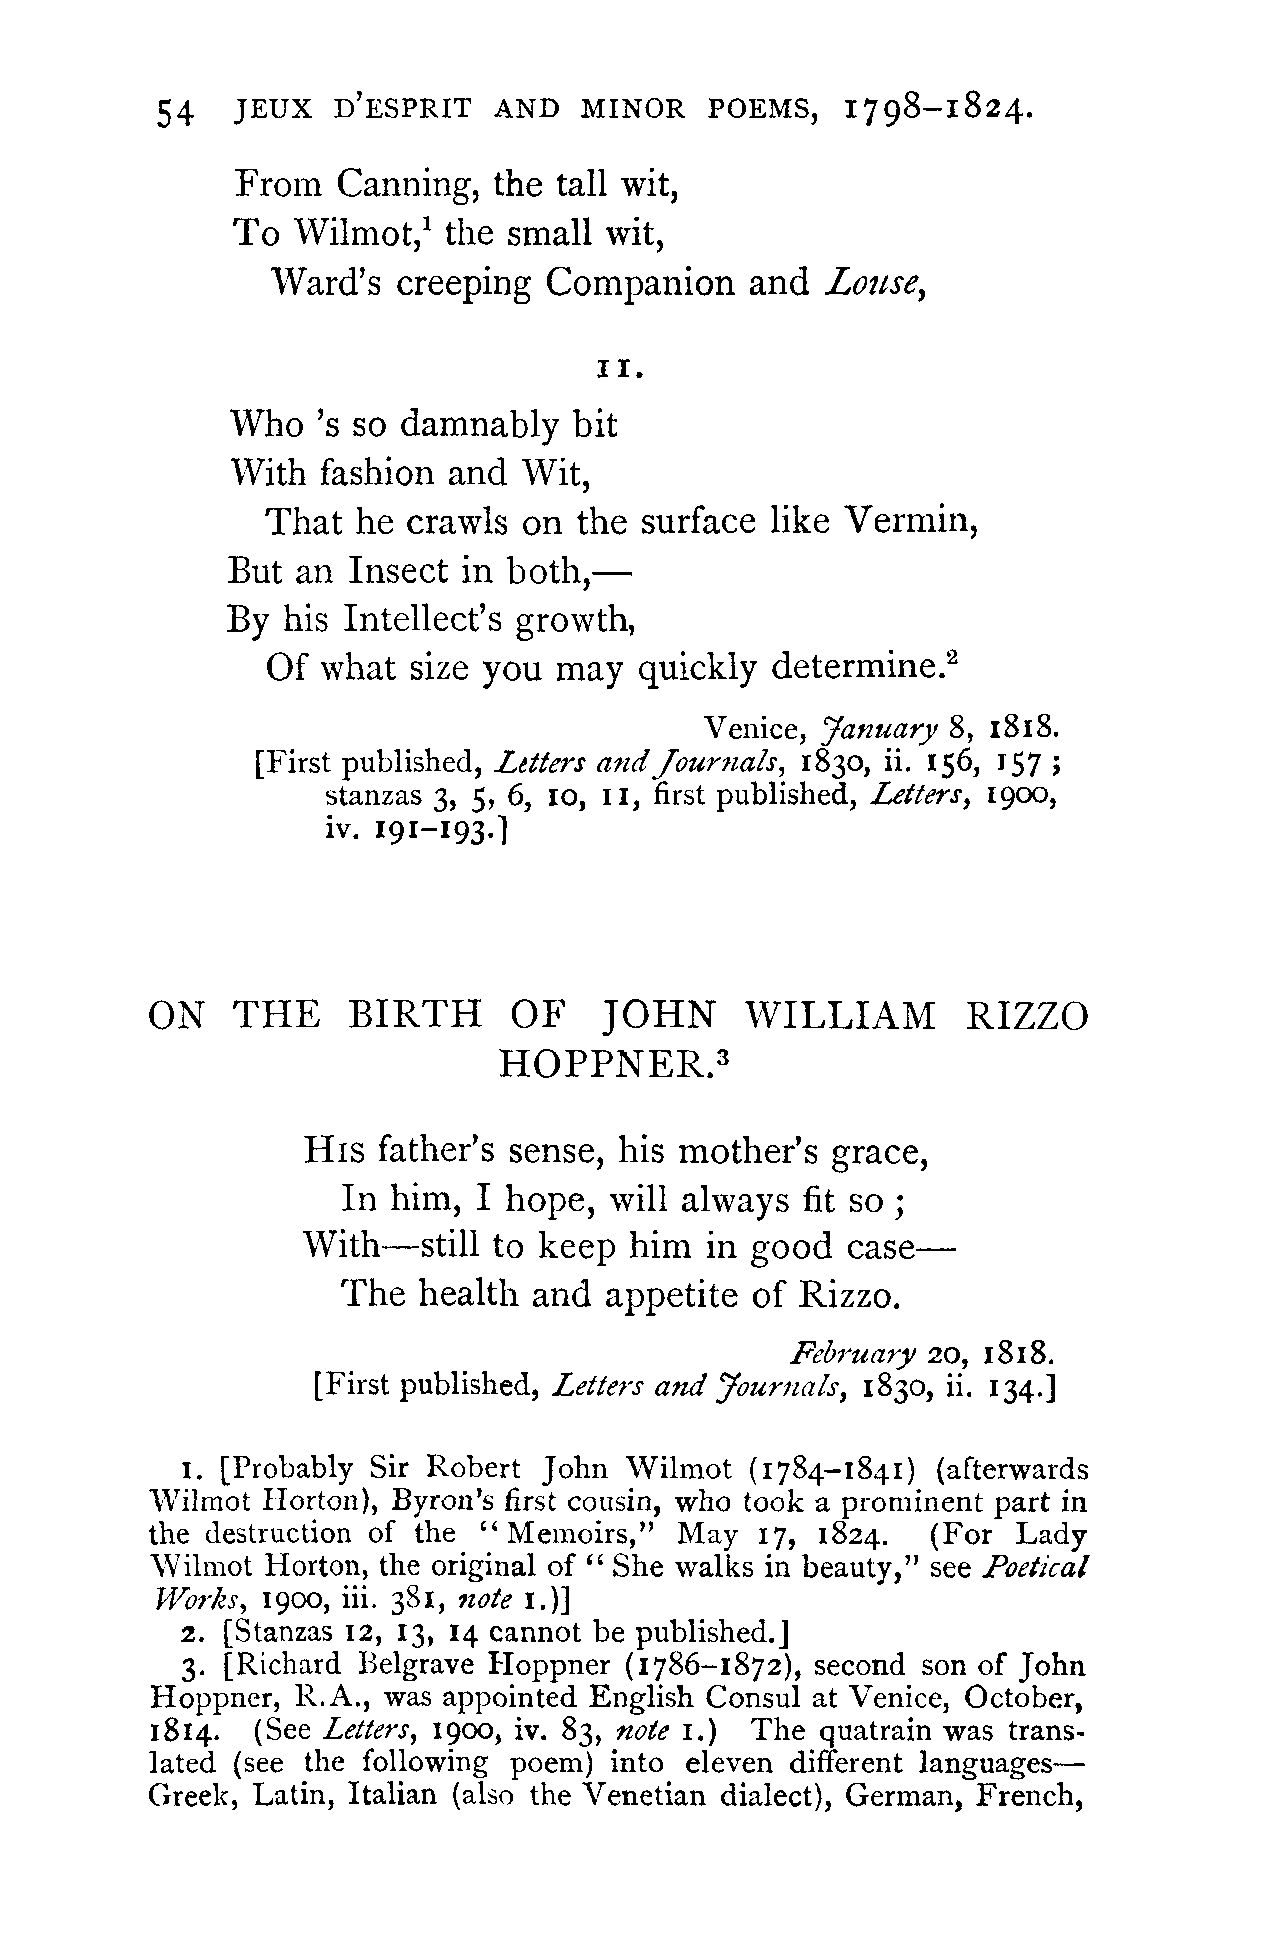 54 JEUX D'ESPRIT AND MINOR POEMS, 1798–1824.
From Canning, the tall wit,
To Wilmot,¹ the small wit,
Ward's creeping Companion and Louse,
11.
Who 's so damnably bit
With fashion and Wit,
That he crawls on the surface like Vermin,
But an Insect in both,—
By his Intellect's growth,
Of what size you may quickly determine.²
Venice, January 8, 1818.
[First published, Letters and Journals, 1830, ii. 156, 157 ;
stanzas 3, 5, 6, 10, 11, first published, Letters, 1900,
iv. 191–193.]
ON THE BIRTH OF JOHN WILLIAM RIZZO
HOPPNER.³
HIS father's sense, his mother's grace,
In him, I hope, will always fit so ;
With—still to keep him in good case—
The health and appetite of Rizzo.
February 20, 1818.
[First published, Letters and Journals, 1830, ii. 134.]
1. [Probably Sir Robert John Wilmot (1784–1841) (afterwards
Wilmot Horton), Byron's first cousin, who took a prominent part in
the destruction of the "Memoirs," May 17, 1824. (For Lady
Wilmot Horton, the original of "She walks in beauty," see Poetical
Works, 1900, iii. 381, note 1.)]
2. [Stanzas 12, 13, 14 cannot be published.]
3. [Richard Belgrave Hoppner (1786–1872), second son of John
Hoppner, R.A., was appointed English Consul at Venice, October,
1814. (See Letters, 1900, iv. 83, note 1.) The quatrain was trans-
lated (see the following poem) into eleven different languages—
Greek, Latin, Italian (also the Venetian dialect), German, French,